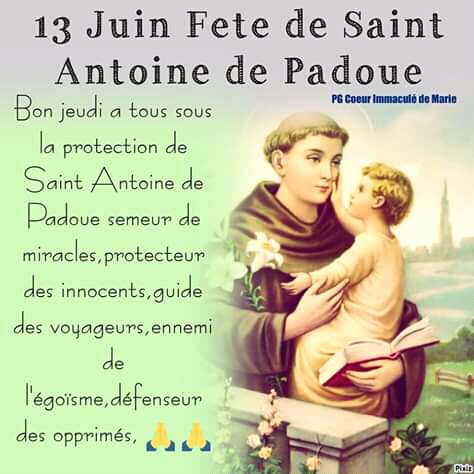 13 Juin Fete de Saint
Antoine de Padoue
PG Coeur Immaculé de Marie
Bon jeudi a tous sous
la protection de
Saint Antoine de
Padoue semeur de
miracles,protecteur
des innocents,guide
des voyageurs,ennemi
de
l'égoïsme,défenseur
des opprimés, 🙏🙏
Pixiz